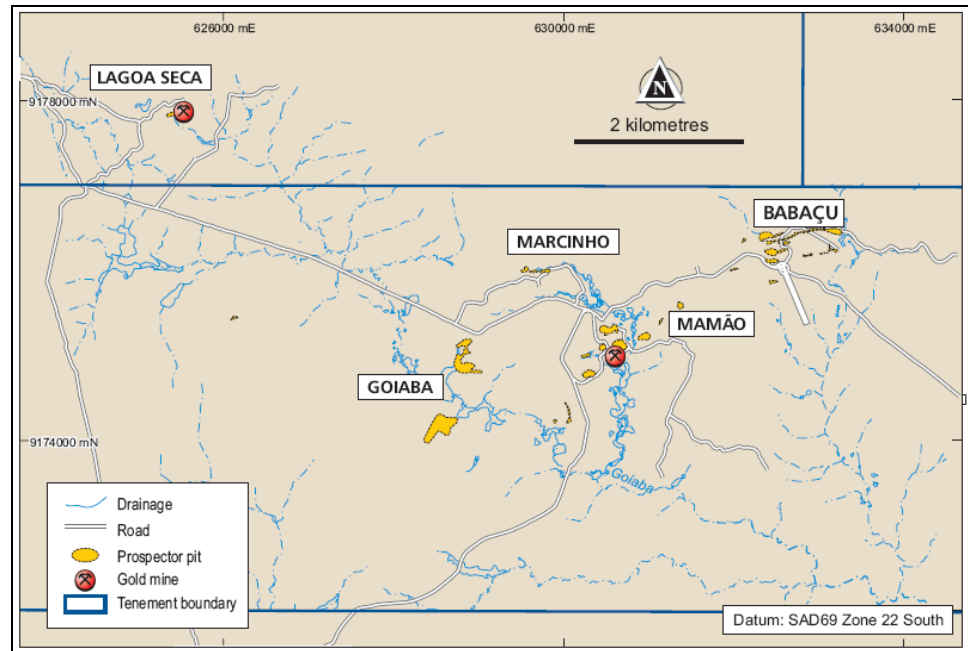 626000 mE
630000 mE
634000 mE
LAGOA SECA
9178000 mN
N
2 kilometres
BABAÇU
MARCINHO
MAMÃO
GOIABA
9174000 mN
Goiaba
Drainage
Road
Prospector pit
Gold mine
Tenement boundary
Datum: SAD69 Zone 22 South